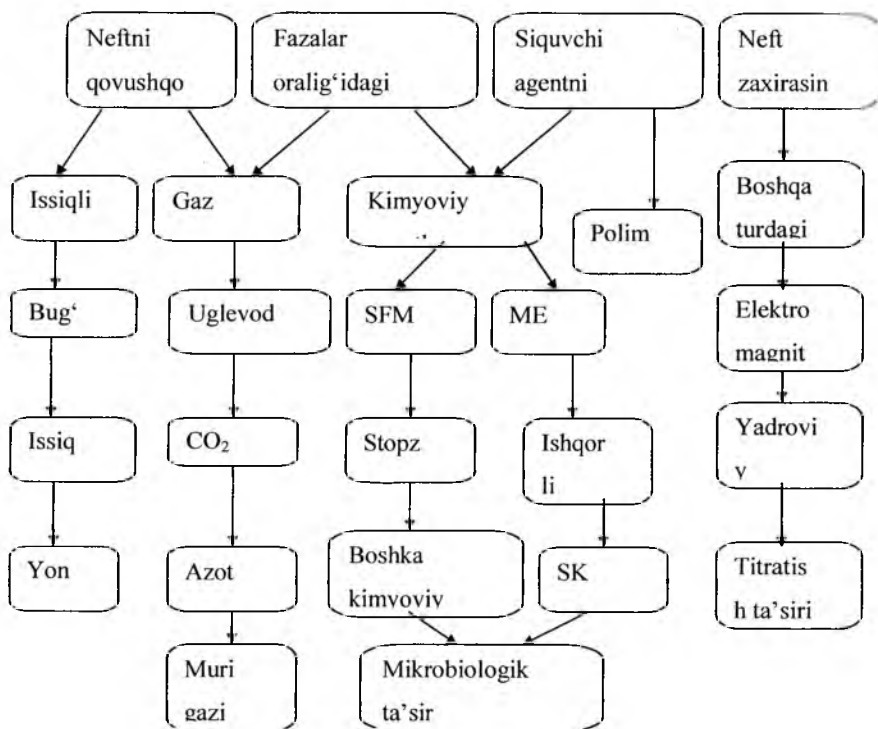 Neftni
qovushqo
Fazalar
oralig‘idagi
Siquvchi
agentni
Neft
zaxirasin
Issiqli
Gaz
Kimyoviy
Polim
Boshqa
turdagi
Bug‘
Uglevod
SFM
ME
Elektro
magnit
Issiq
CO₂
Stopz
Ishqor
li
Yadrovi
Yon
Azot
Boshka
kimyoviy
SK
Titratis
h ta’siri
Muri
gazi
Mikrobiologik
ta’sir